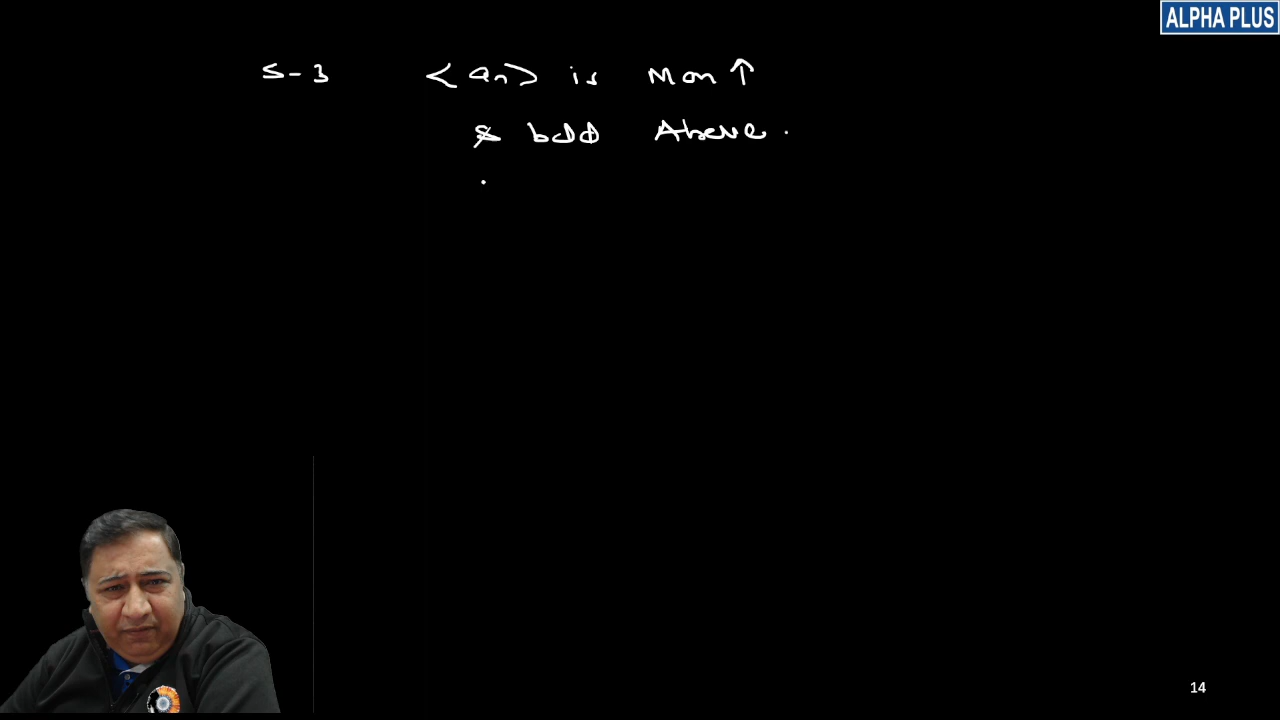 ALPHA PLUS
S-3 <an> is Mon ↑
& bdd Above.
14